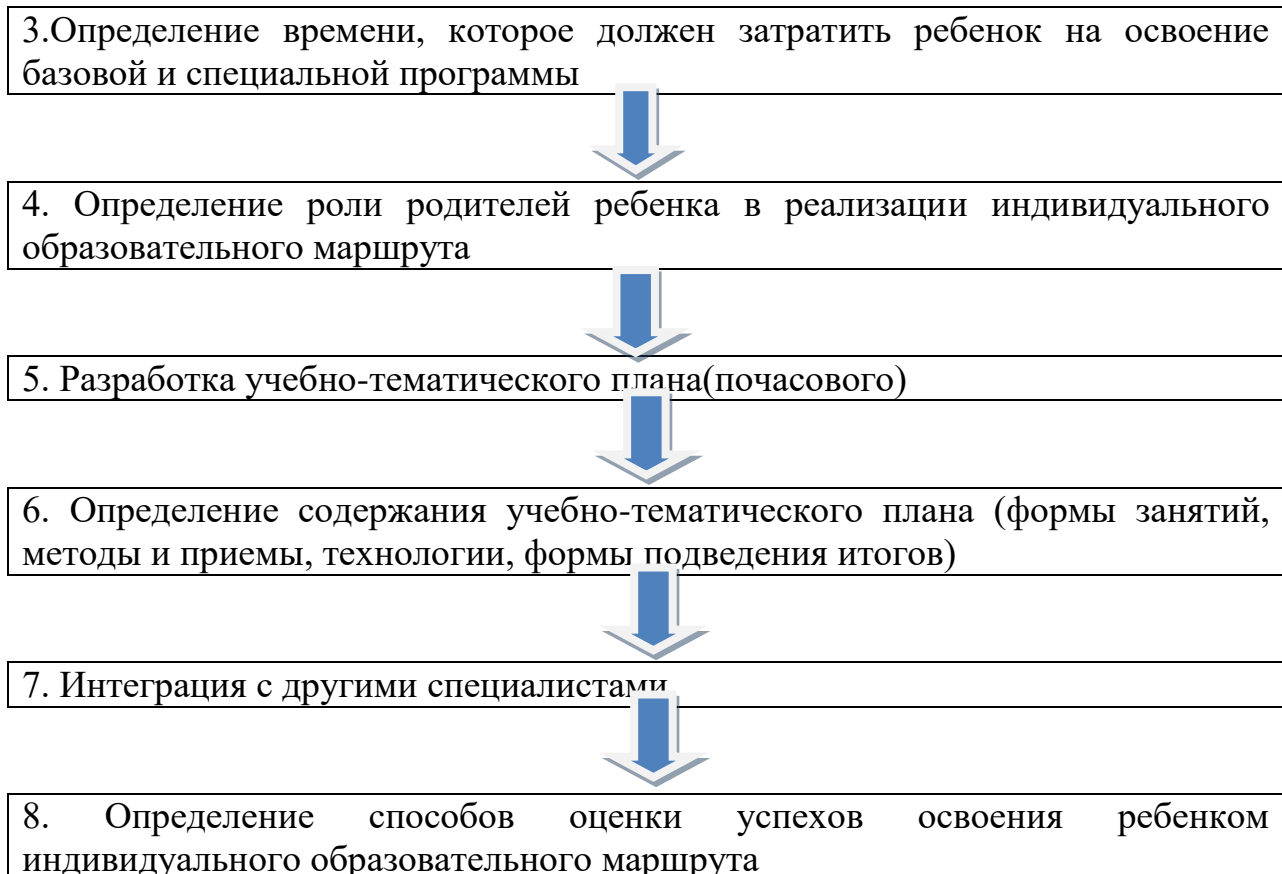 3.Определение времени, которое должен затратить ребенок на освоение
базовой и специальной программы
4. Определение роли родителей ребенка в реализации индивидуального
образовательного маршрута
5. Разработка учебно-тематического плана(почасового)
6. Определение содержания учебно-тематического плана (формы занятий,
методы и приемы, технологии, формы подведения итогов)
7. Интеграция с другими специалистами
8. Определение способов оценки успехов освоения ребенком
индивидуального образовательного маршрута